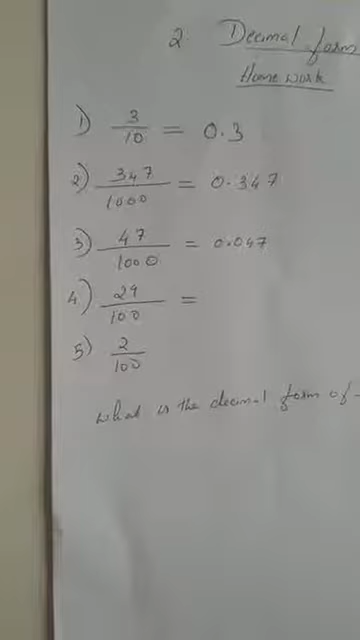 2. Decimal form
Home work
1) 3/10 = 0.3
2) 347/1000 = 0.347
3) 47/1000 = 0.047
4) 29/100 =
5) 2/100
what is the decimal form of -